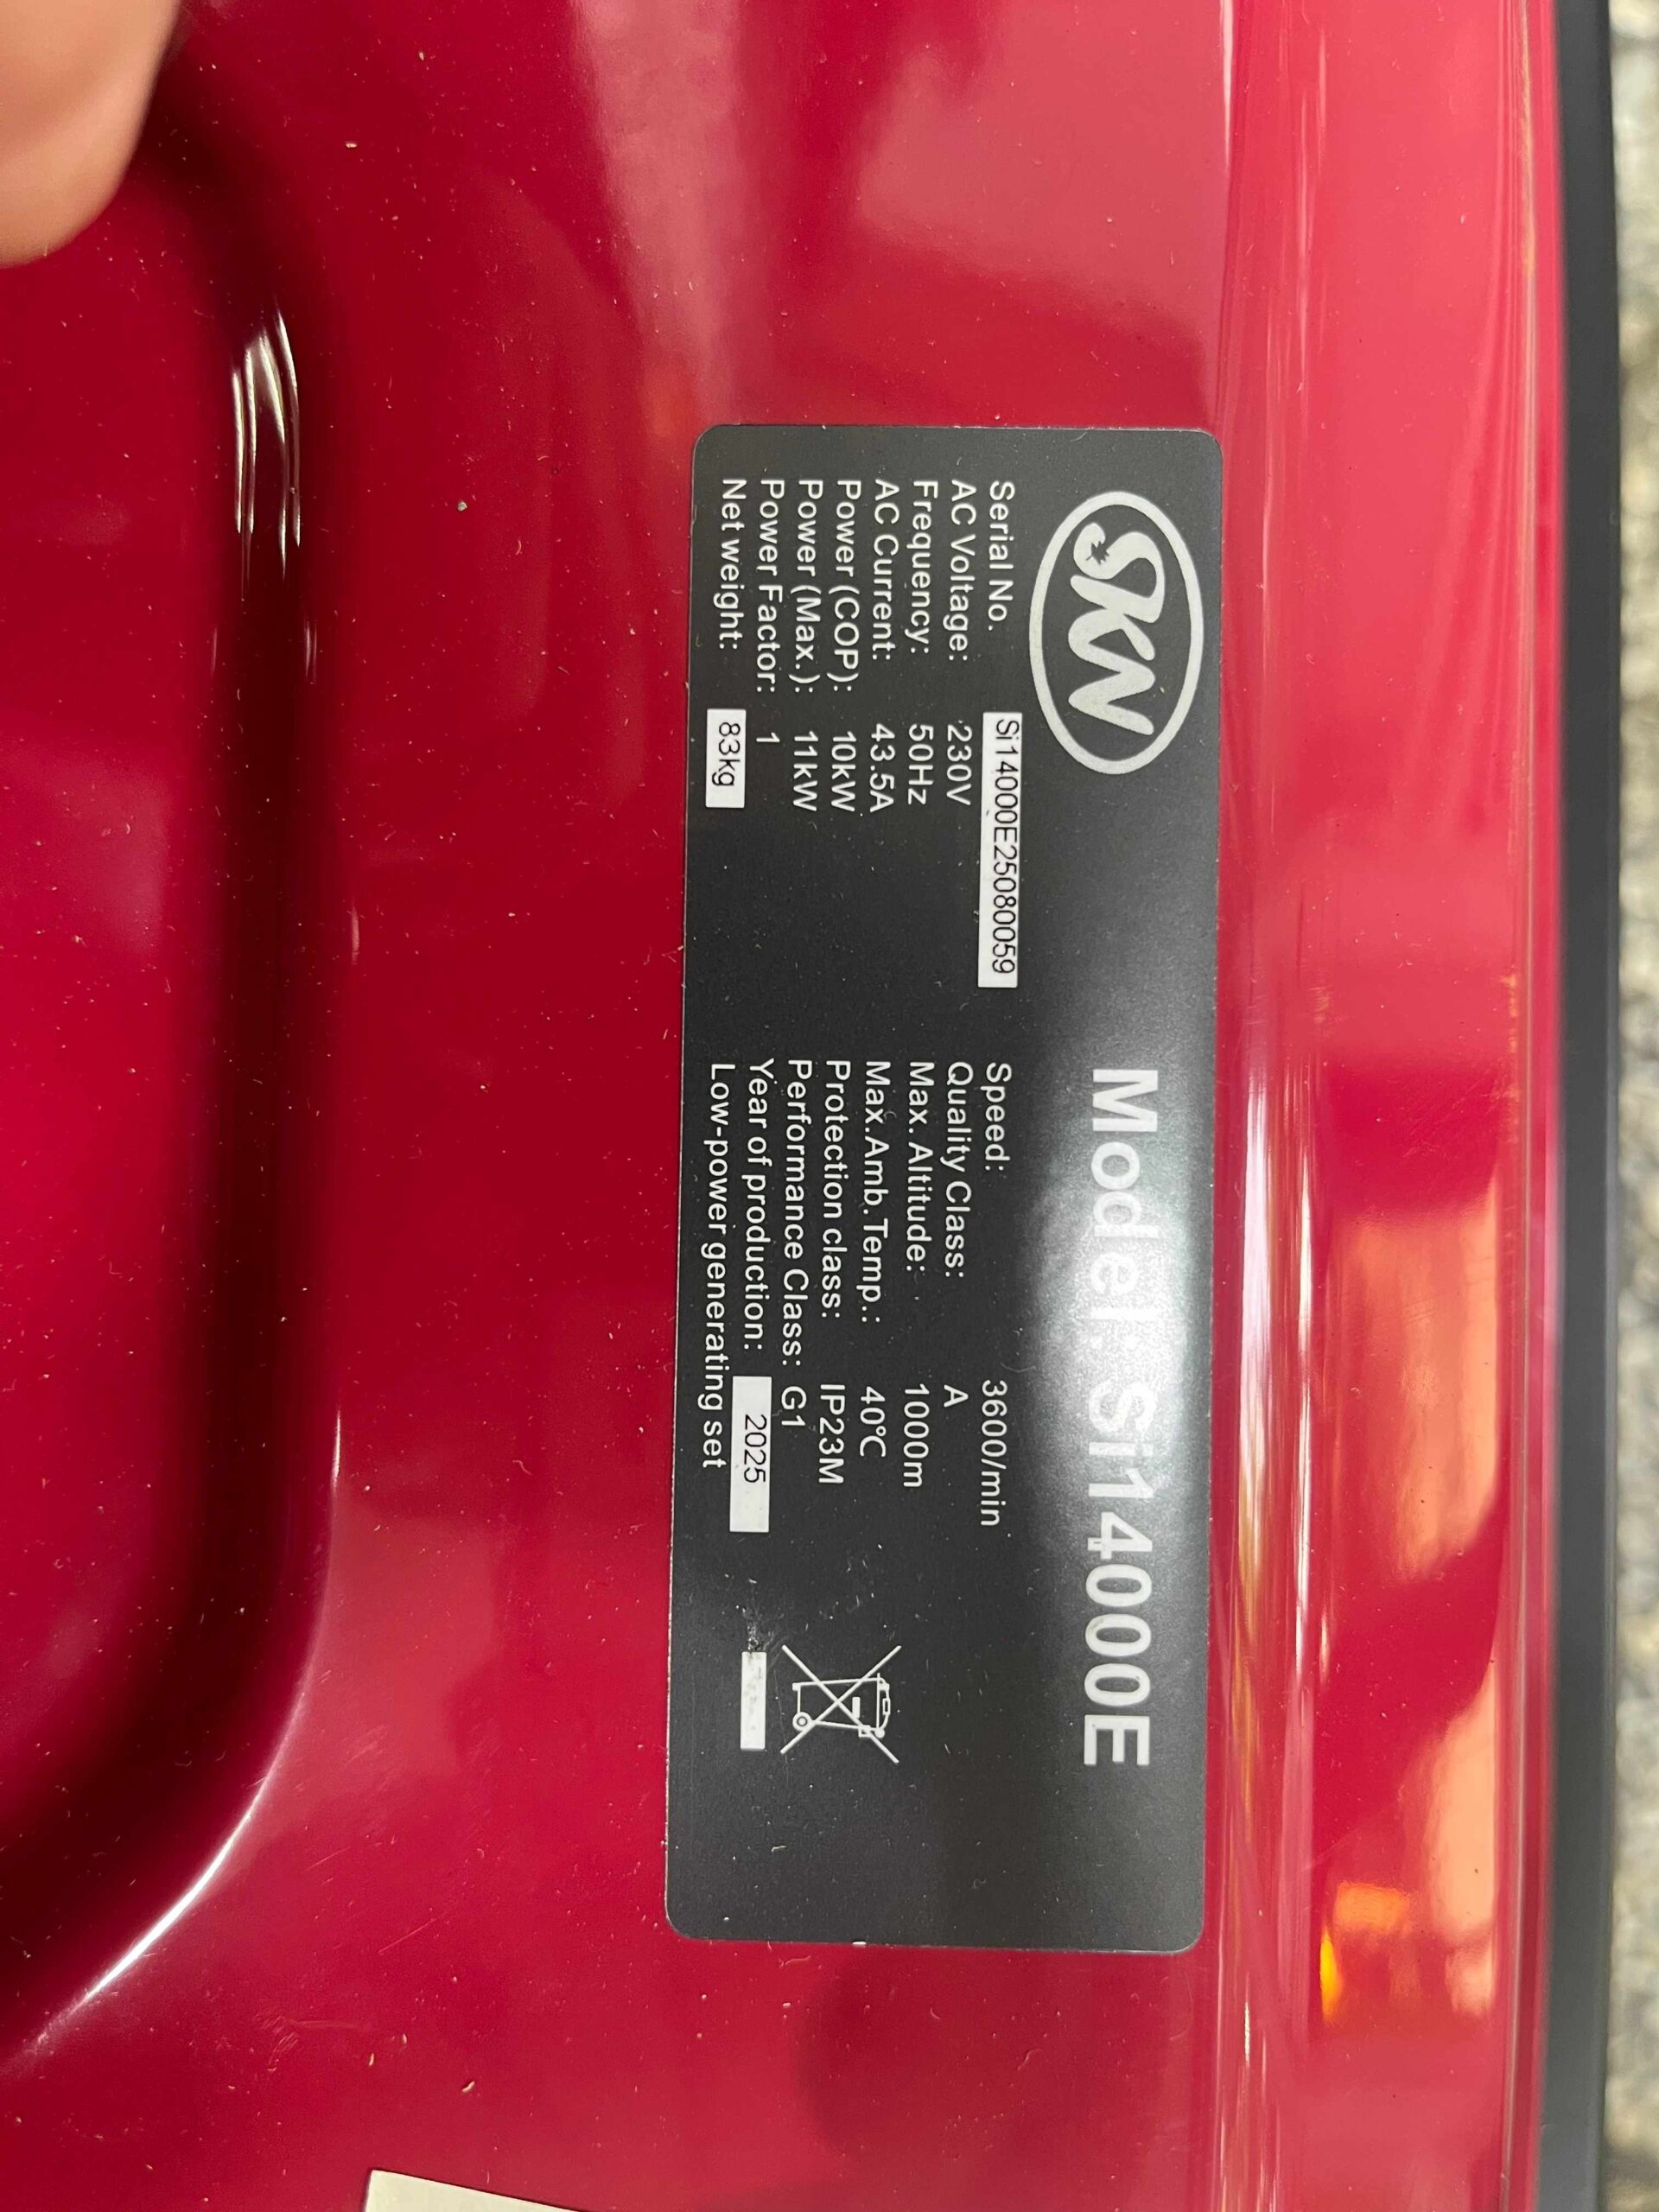 SKW
Model: Si14000E
Serial No. Si14000E25080059
AC Voltage: 230V
Frequency: 50Hz
AC Current: 43.5A
Power (COP): 10kW
Power (Max.): 11kW
Power Factor: 1
Net weight: 83kg
Speed: 3600/min
Quality Class: A
Max. Altitude: 1000m
Max.Amb.Temp.: 40℃
Protection class: IP23M
Performance Class: G1
Year of production: 2025
Low-power generating set